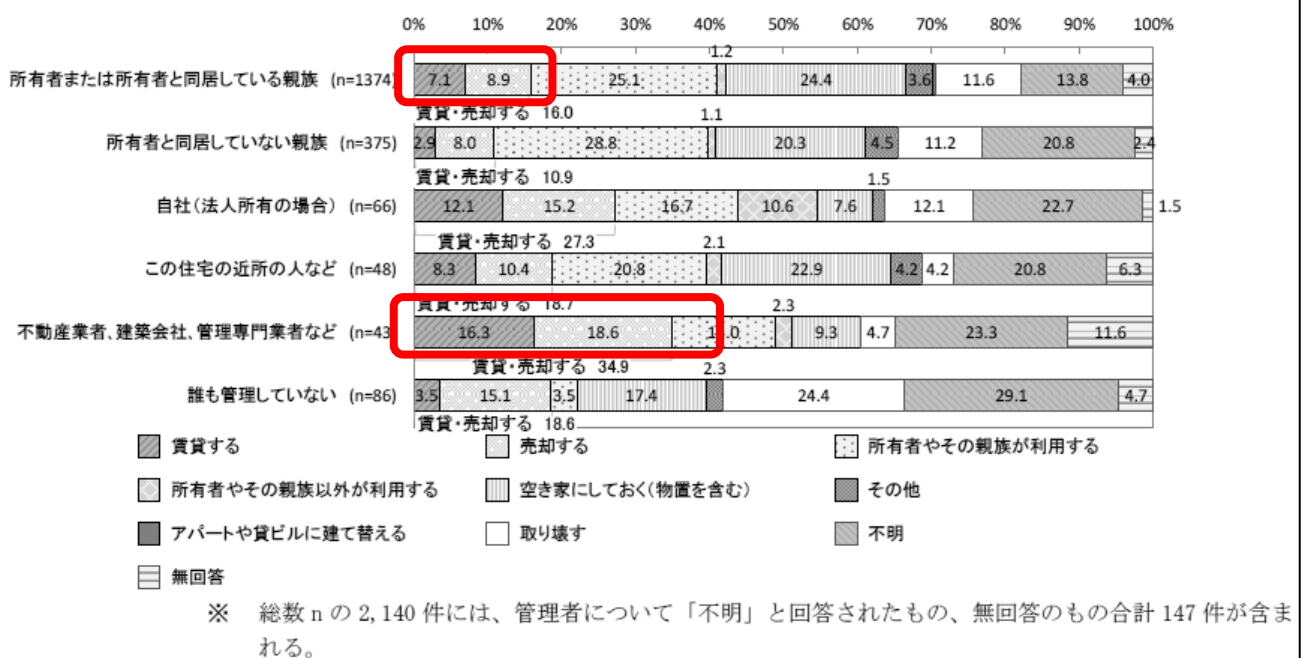 0% 10% 20% 30% 40% 50% 60% 70% 80% 90% 100%
1.2
所有者または所有者と同居している親族 (n=1374) 7.1 8.9 25.1 24.4 3.6 11.6 13.8 4.0
賃貸・売却する 16.0 1.1
所有者と同居していない親族 (n=375) 2.9 8.0 28.8 20.3 4.5 11.2 20.8 2.4
賃貸・売却する 10.9 1.5
自社(法人所有の場合) (n=66) 12.1 15.2 16.7 10.6 7.6 12.1 22.7 1.5
賃貸・売却する 27.3 2.1
この住宅の近所の人など (n=48) 8.3 10.4 20.8 22.9 4.2 4.2 20.8 6.3
賃貸・売却する 18.7 2.3
不動産業者、建築会社、管理専門業者など (n=43 16.3 18.6 9.3 4.7 23.3 11.6
賃貸・売却する 34.9 2.3
誰も管理していない (n=86) 3.5 15.1 3.5 17.4 24.4 29.1 4.7
賃貸・売却する 18.6
賃貸する 売却する 所有者やその親族が利用する
所有者やその親族以外が利用する 空き家にしておく(物置を含む) その他
アパートや貸ビルに建て替える 取り壊す 不明
無回答
※ 総数 n の 2,140 件には、管理者について「不明」と回答されたもの、無回答のもの合計 147 件が含ま
れる。